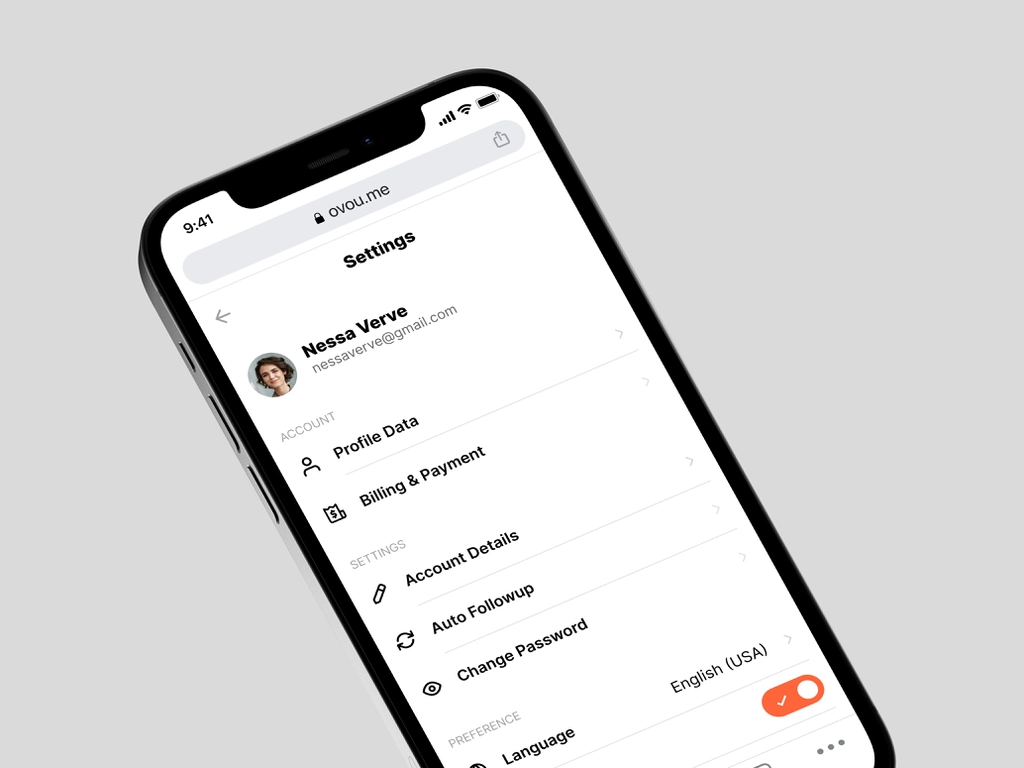 9:41
ovou.me
Settings
Nessa Verve
nessaverve@gmail.com
ACCOUNT
Profile Data
Billing & Payment
SETTINGS
Account Details
Auto Followup
Change Password
PREFERENCE
Language English (USA)